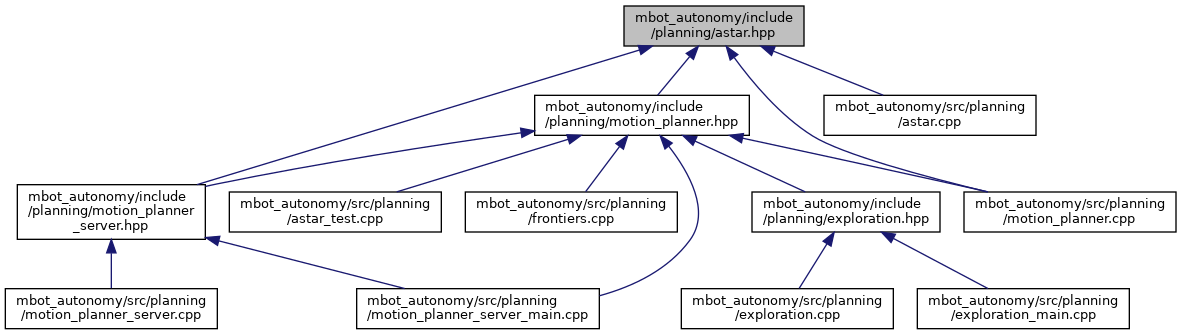 mbot_autonomy/include
/planning/astar.hpp
mbot_autonomy/include
/planning/motion_planner.hpp
mbot_autonomy/src/planning
/astar.cpp
mbot_autonomy/include
/planning/motion_planner
_server.hpp
mbot_autonomy/src/planning
/astar_test.cpp
mbot_autonomy/src/planning
/frontiers.cpp
mbot_autonomy/include
/planning/exploration.hpp
mbot_autonomy/src/planning
/motion_planner.cpp
mbot_autonomy/src/planning
/motion_planner_server.cpp
mbot_autonomy/src/planning
/motion_planner_server_main.cpp
mbot_autonomy/src/planning
/exploration.cpp
mbot_autonomy/src/planning
/exploration_main.cpp